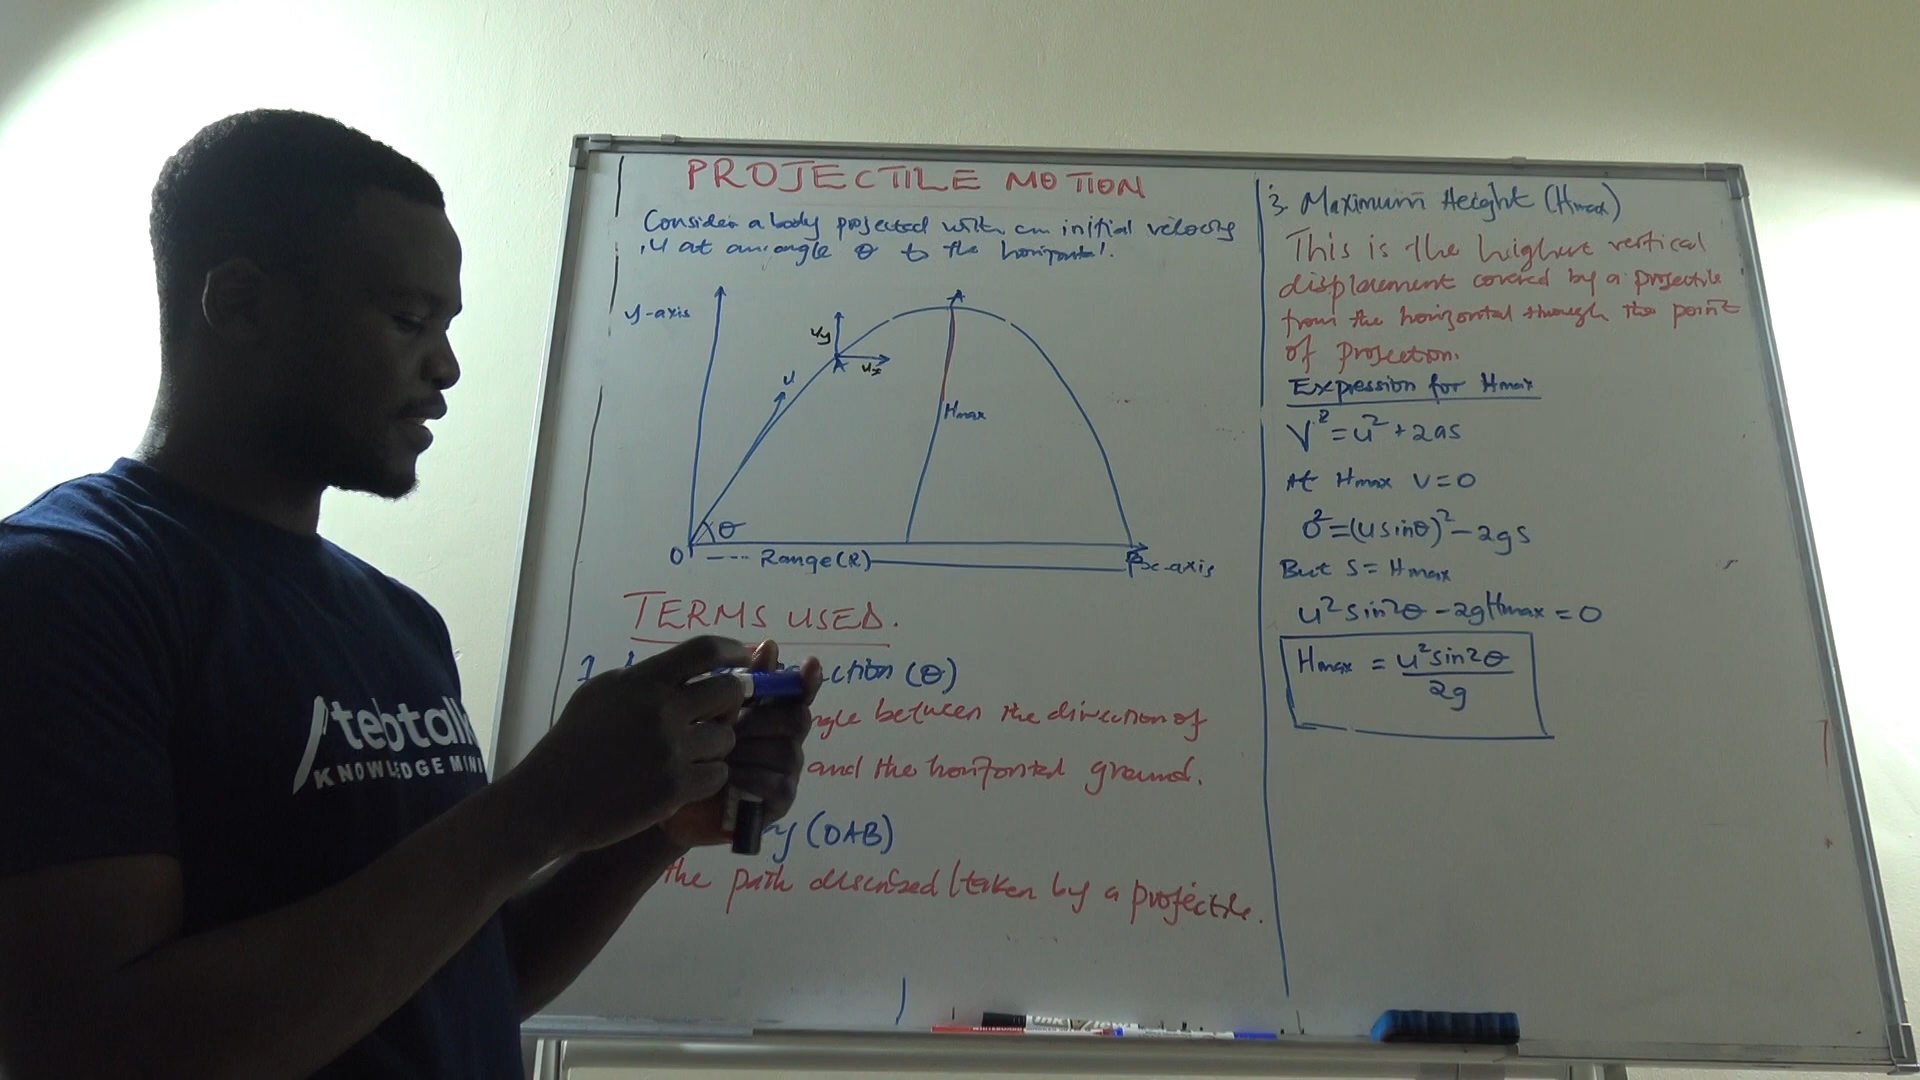 PROJECTILE MOTION
Consider a body projected with an initial velocity
, u at an angle θ to the horizontal.
y-axis
A
uy
A
ux
u
Hmax
θ
O
---- Range(R)
B
x-axis
TERMS USED.
1.
ction (θ)
ngle between the direction of
and the horizontal ground.
y (OAB)
the path described/taken by a projectile.
3. Maximum Height (Hmax)
This is the highest vertical
displacement covered by a projectile
from the horizontal through the point
of projection.
Expression for Hmax
V² = u² + 2as
At Hmax V = 0
0² = (u sinθ)² - 2gs
But S = Hmax
u² sin²θ - 2gHmax = 0
Hmax = u² sin²θ
2g
tebtalk
KNOWLEDGE MINI